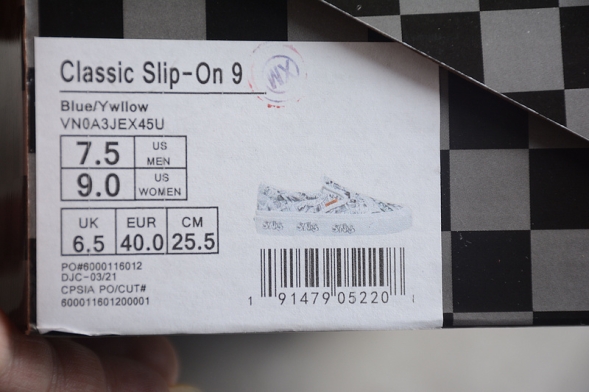 Classic Slip-On 9
XM
Blue/Ywllow
VN0A3JEX45U
7.5 US MEN
9.0 US WOMEN
UK EUR CM
6.5 40.0 25.5
PO#6000116012
DJC-03/21
CPSIA PO/CUT#
600011601200001
1 91479 05220 1